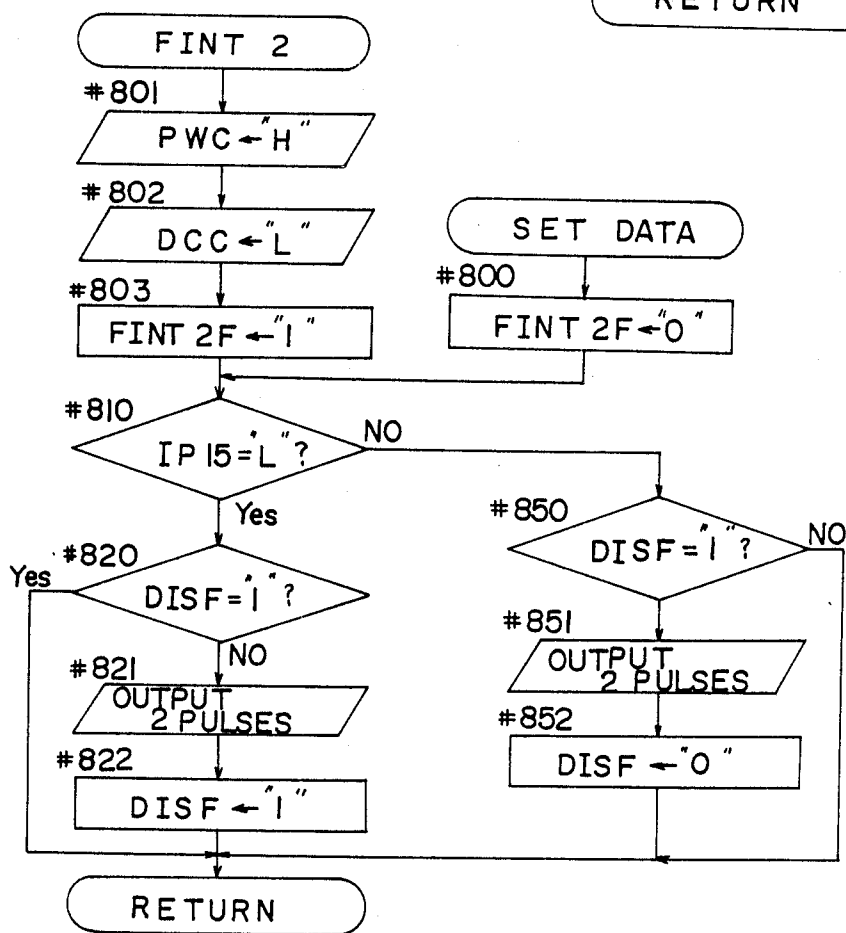 RETURN
FINT 2
#801
PWC ← "H"
#802
DCC ← "L"
#803
FINT 2F ← "1"
SET DATA
#800
FINT 2F ← "0"
#810
IP15="L"?
NO
Yes
#820
Yes
DISF="1"?
NO
#821
OUTPUT
2 PULSES
#822
DISF ← "1"
#850
DISF="1"?
NO
#851
OUTPUT
2 PULSES
#852
DISF ← "0"
RETURN